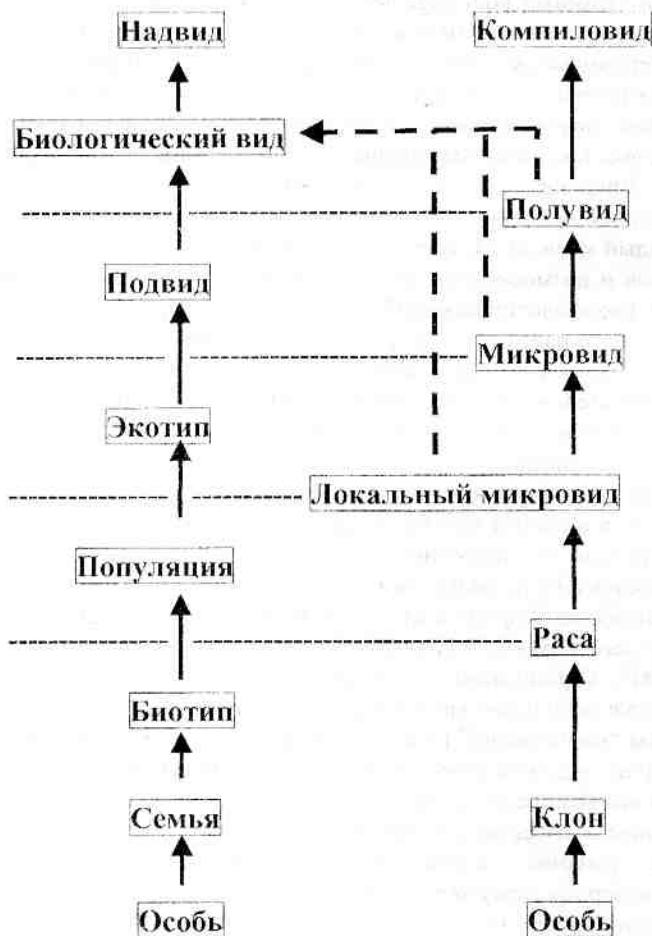 Надвид Компиловид
Биологический вид
Полувид
Подвид
Микровид
Экотип
Локальный микровид
Популяция
Раса
Биотип
Семья Клон
Особь Особь